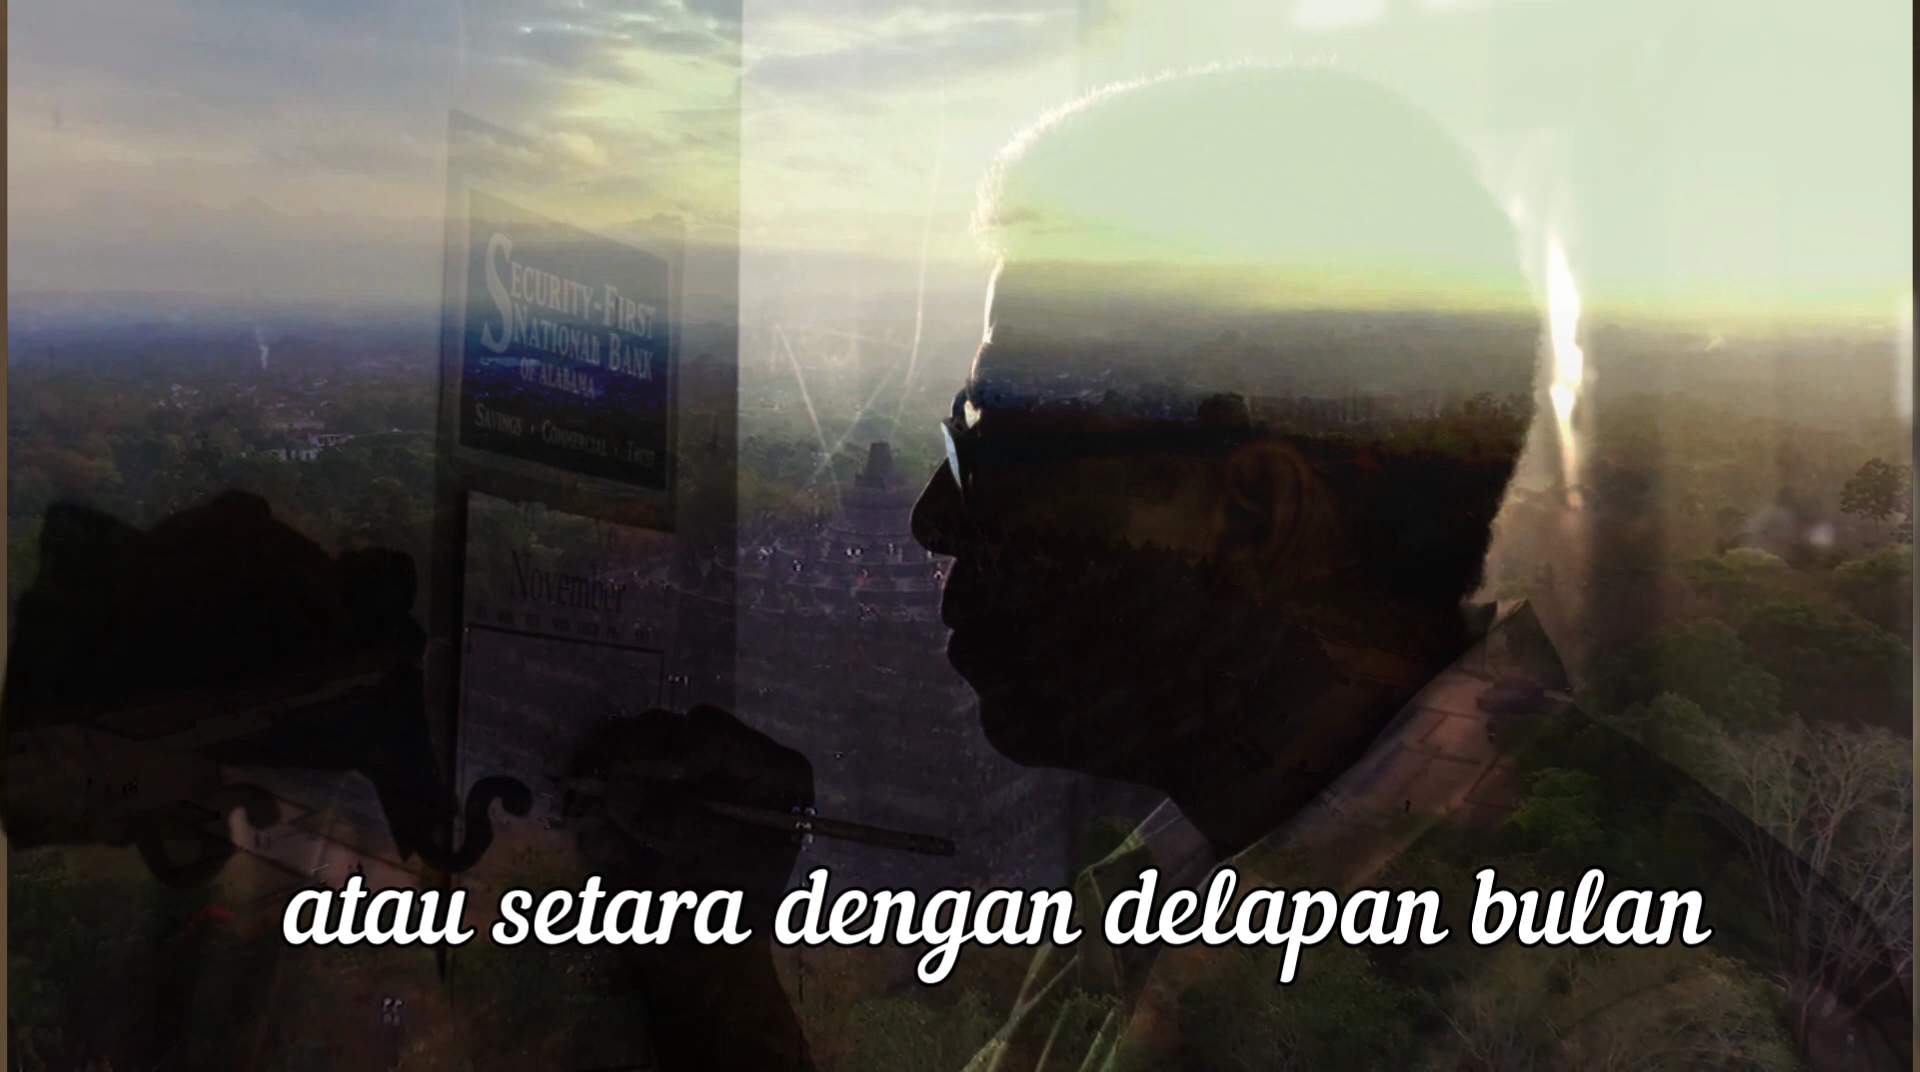 SECURITY-FIRST
NATIONAL BANK
OF ALABAMA
SAVINGS · COMMERCIAL · TRUST
November
atau setara dengan delapan bulan